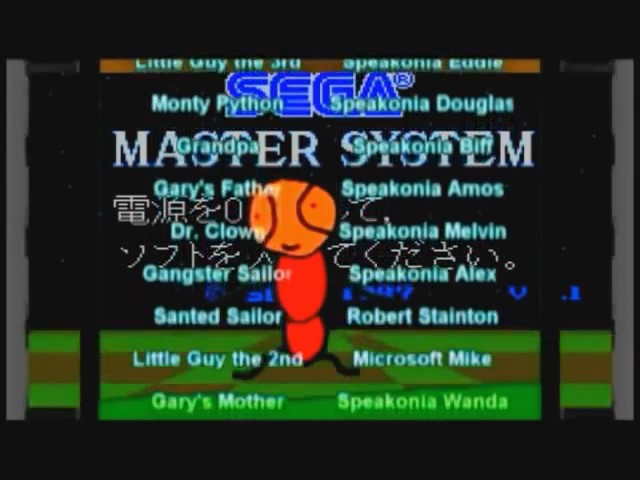 Little Guy the 3rd Speakonia Eddie
SEGA®
Monty Python Speakonia Douglas
MASTER SYSTEM
Grandpa Speakonia Biff
Gary's Father Speakonia Amos
電源をO て,
Dr. Clown Speakonia Melvin
ソフトを てください。
Gangster Sailor Speakonia Alex
Santed Sailor Robert Stainton
Little Guy the 2nd Microsoft Mike
Gary's Mother Speakonia Wanda